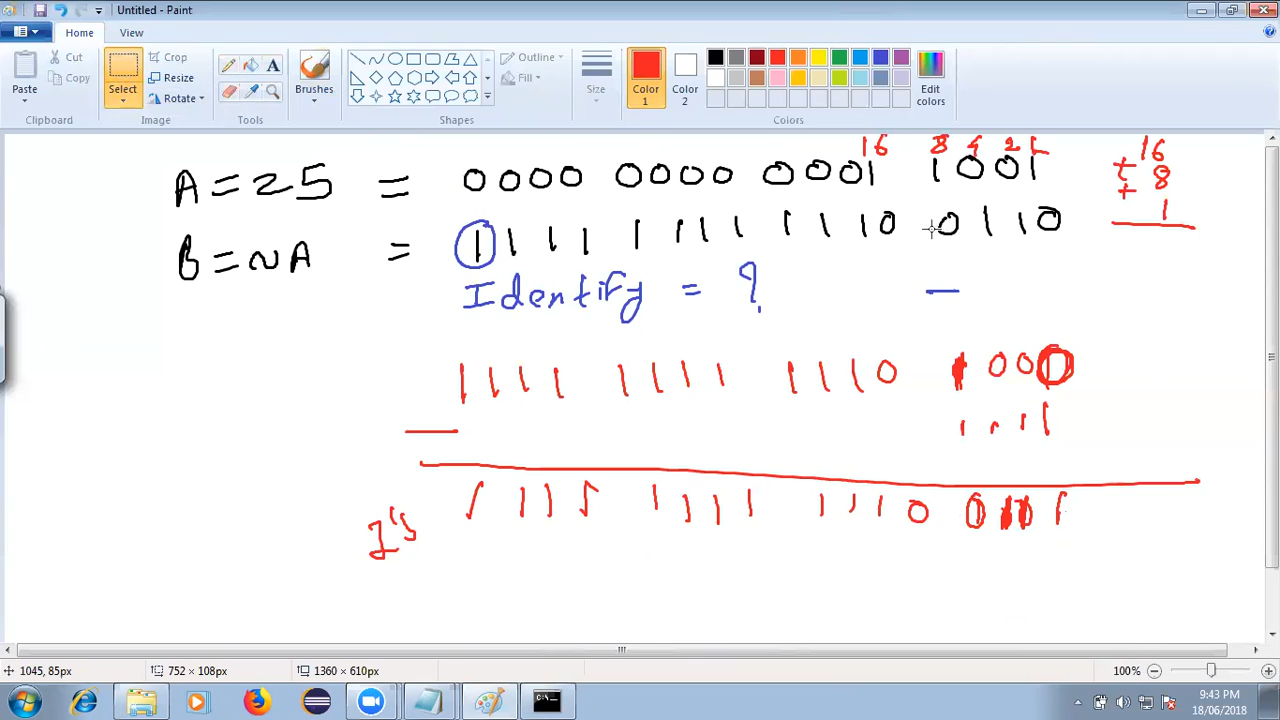 Untitled - Paint
Home View
Paste
Cut
Copy
Select
Resize
Rotate
Brushes
Outline
Fill
Size
Color 1
Color 2
Edit colors
Clipboard Image Tools Shapes Colors
16 8 4 2 1
A = 25 = 0000 0000 0001 1001
+ 16
+ 8
1
B = ~A = 1111 1111 1110 0110
Identify = ? —
1111 1111 1110 1000
—
1's 1111 1111 1110 0111
1045, 85px 752 × 108px 1360 × 610px 100%
9:43 PM
18/06/2018